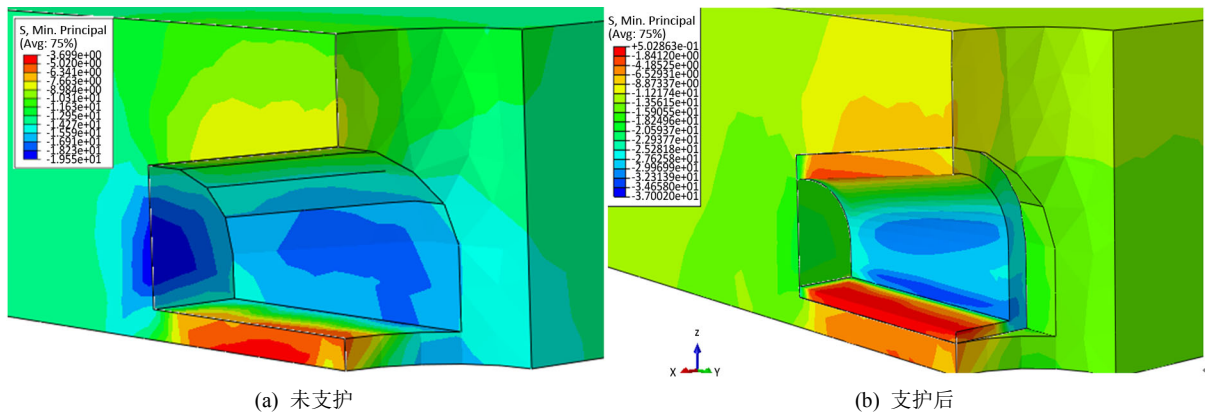 S, Min. Principal
(Avg: 75%)
-3.699e+00
-5.020e+00
-6.341e+00
-7.663e+00
-8.984e+00
-1.031e+01
-1.163e+01
-1.295e+01
-1.427e+01
-1.559e+01
-1.691e+01
-1.823e+01
-1.955e+01
(a) 未支护
S, Min. Principal
(Avg: 75%)
+5.02863e-01
-1.84120e+00
-4.18525e+00
-6.52931e+00
-8.87337e+00
-1.12174e+01
-1.35615e+01
-1.59055e+01
-1.82496e+01
-2.05937e+01
-2.29377e+01
-2.52818e+01
-2.76258e+01
-2.99699e+01
-3.23139e+01
-3.46580e+01
-3.70020e+01
Z
X Y
(b) 支护后